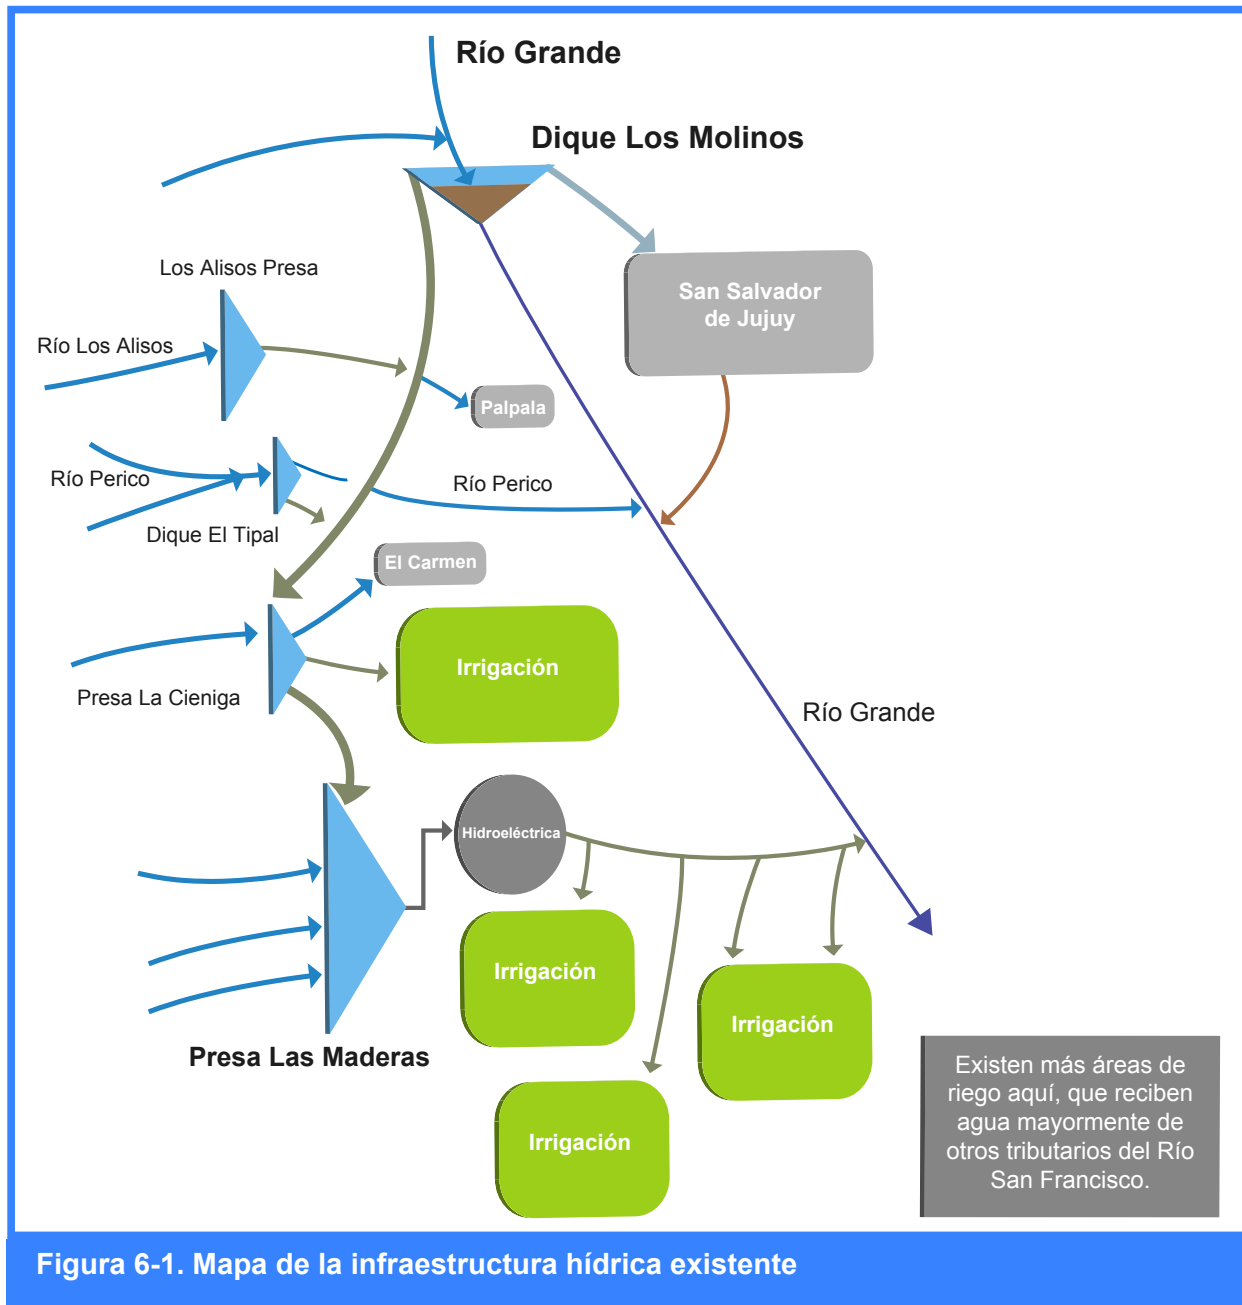 Río Grande
Dique Los Molinos
Los Alisos Presa
San Salvador
de Jujuy
Río Los Alisos
Palpala
Río Perico
Río Perico
Dique El Tipal
El Carmen
Irrigación
Presa La Cieniga
Río Grande
Hidroeléctrica
Irrigación
Irrigación
Presa Las Maderas
Irrigación
Existen más áreas de
riego aquí, que reciben
agua mayormente de
otros tributarios del Río
San Francisco.
Figura 6-1. Mapa de la infraestructura hídrica existente